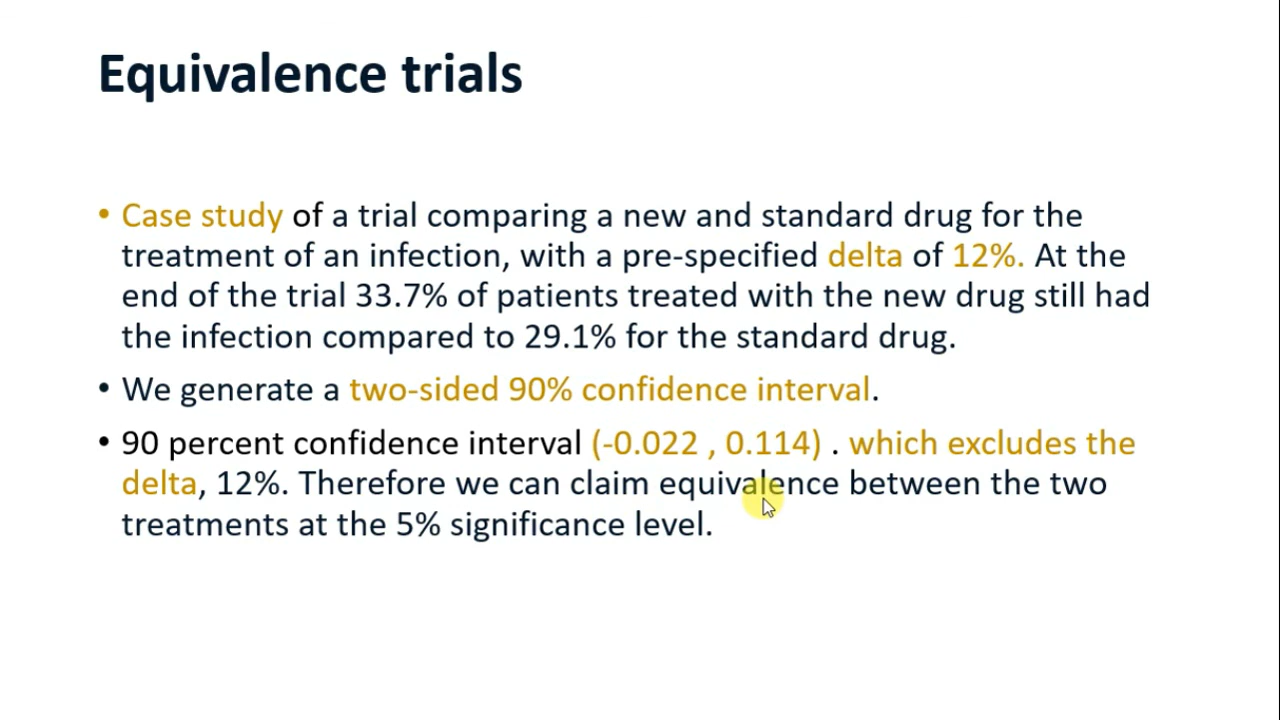 Equivalence trials
• Case study of a trial comparing a new and standard drug for the
treatment of an infection, with a pre-specified delta of 12%. At the
end of the trial 33.7% of patients treated with the new drug still had
the infection compared to 29.1% for the standard drug.
• We generate a two-sided 90% confidence interval.
• 90 percent confidence interval (-0.022 , 0.114) . which excludes the
delta, 12%. Therefore we can claim equivalence between the two
treatments at the 5% significance level.